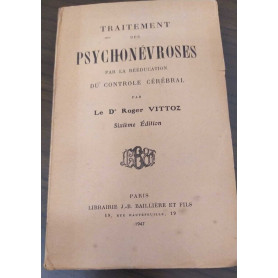 TRAITEMENT
DES
PSYCHONÉVROSES
PAR LA RÉÉDUCATION
DU CONTROLE CÉRÉBRAL
PAR
Le Dr Roger VITTOZ
Sixième Édition
PARIS
LIBRAIRIE J.-B. BAILLIÈRE ET FILS
19, RUE HAUTEFEUILLE, 19